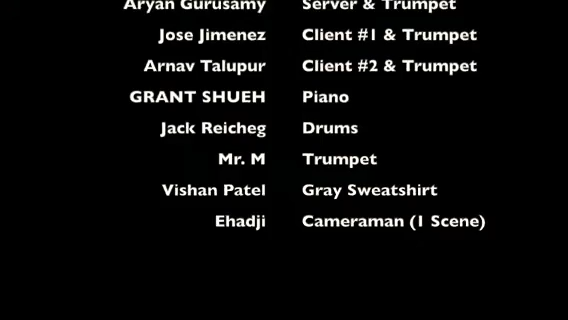 Aryan Gurusamy Server & Trumpet
Jose Jimenez Client #1 & Trumpet
Arnav Talupur Client #2 & Trumpet
GRANT SHUEH Piano
Jack Reicheg Drums
Mr. M Trumpet
Vishan Patel Gray Sweatshirt
Ehadji Cameraman (1 Scene)